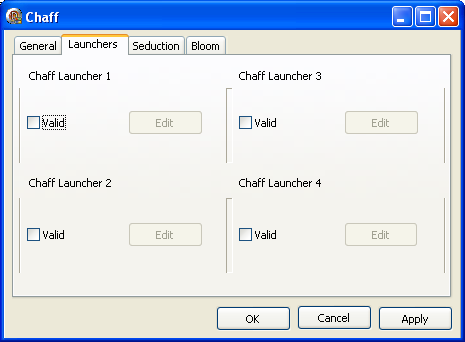 Chaff
General Launchers Seduction Bloom
Chaff Launcher 1 Chaff Launcher 3
Valid Edit Valid Edit
Chaff Launcher 2 Chaff Launcher 4
Valid Edit Valid Edit
OK Cancel Apply